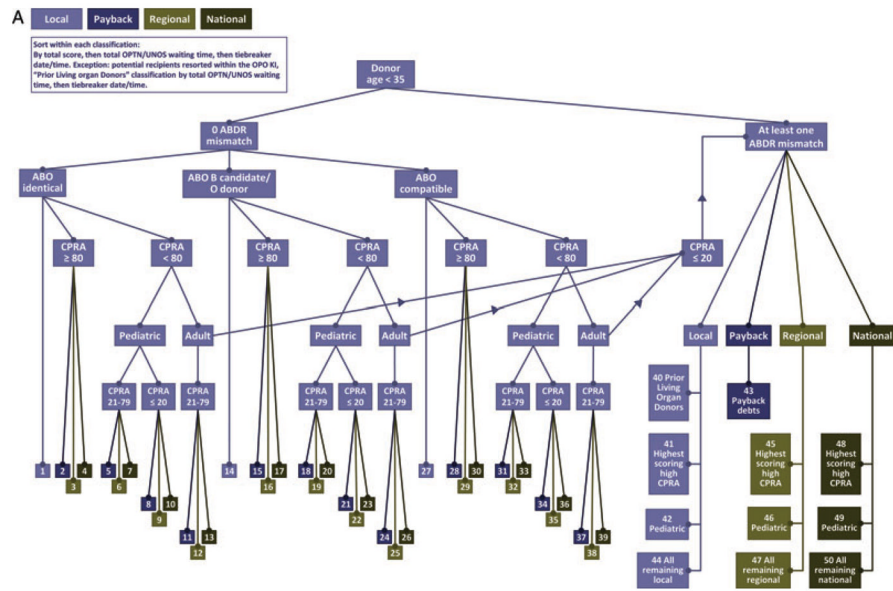 A
Local
Payback
Regional
National
Sort within each classification:
By total score, then total OPTN/UNOS waiting time, then tiebreaker
date/time. Exception: potential recipients resorted within the OPO KI,
"Prior Living organ Donors" classification by total OPTN/UNOS waiting
time, then tiebreaker date/time.
Donor
age < 35
0 ABDR
mismatch
At least one
ABDR mismatch
ABO
identical
ABO B candidate/
O donor
ABO
compatible
CPRA
≥ 80
CPRA
< 80
CPRA
≥ 80
CPRA
< 80
CPRA
≥ 80
CPRA
< 80
CPRA
≤ 20
Pediatric
Adult
Pediatric
Adult
Pediatric
Adult
Local
Payback
Regional
National
CPRA
21-79
CPRA
≤ 20
CPRA
21-79
CPRA
21-79
CPRA
≤ 20
CPRA
21-79
CPRA
21-79
CPRA
≤ 20
CPRA
21-79
40 Prior
Living
Organ
Donors
43
Payback
debts
41
Highest
scoring
high
CPRA
45
Highest
scoring
high
CPRA
48
Highest
scoring
high
CPRA
1
2
4
5
7
14
15
17
18
20
27
28
30
31
33
3
6
16
19
29
32
8
10
21
23
34
36
9
22
35
42
Pediatric
46
Pediatric
49
Pediatric
11
13
24
26
37
39
12
25
38
44 All
remaining
local
47 All
remaining
regional
50 All
remaining
national